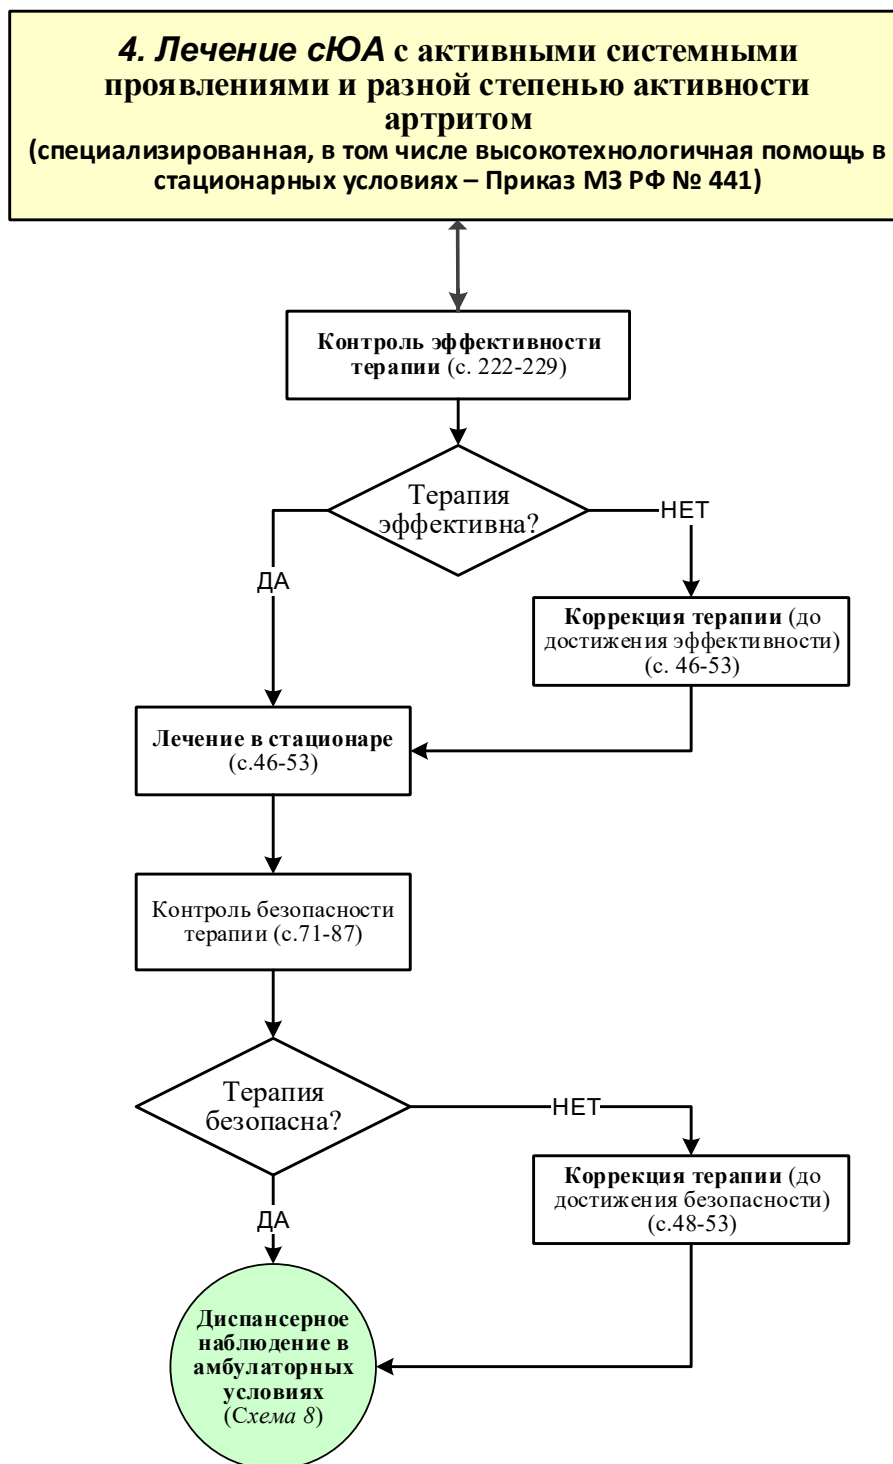 4. Лечение сЮА с активными системными
проявлениями и разной степенью активности
артритом
(специализированная, в том числе высокотехнологичная помощь в
стационарных условиях – Приказ МЗ РФ № 441)
Контроль эффективности
терапии (с. 222-229)
Терапия
эффективна?
НЕТ
ДА
Коррекция терапии (до
достижения эффективности)
(с. 46-53)
Лечение в стационаре
(с.46-53)
Контроль безопасности
терапии (с.71-87)
Терапия
безопасна?
НЕТ
Коррекция терапии (до
достижения безопасности)
(с.48-53)
ДА
Диспансерное
наблюдение в
амбулаторных
условиях
(Схема 8)